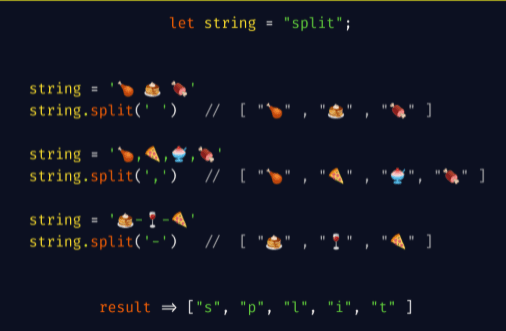 let string = "split";
string = '🍗 🥞 🍖'
string.split(' ') // [ "🍗" , "🥞" , "🍖" ]
string = '🍗,🍕,🍧,🍖'
string.split(',') // [ "🍗" , "🍕" , "🍧", "🍖" ]
string = '🥞-🍷-🍕'
string.split('-') // [ "🥞" , "🍷" , "🍕" ]
result ⇒ ["s", "p", "l", "i", "t" ]